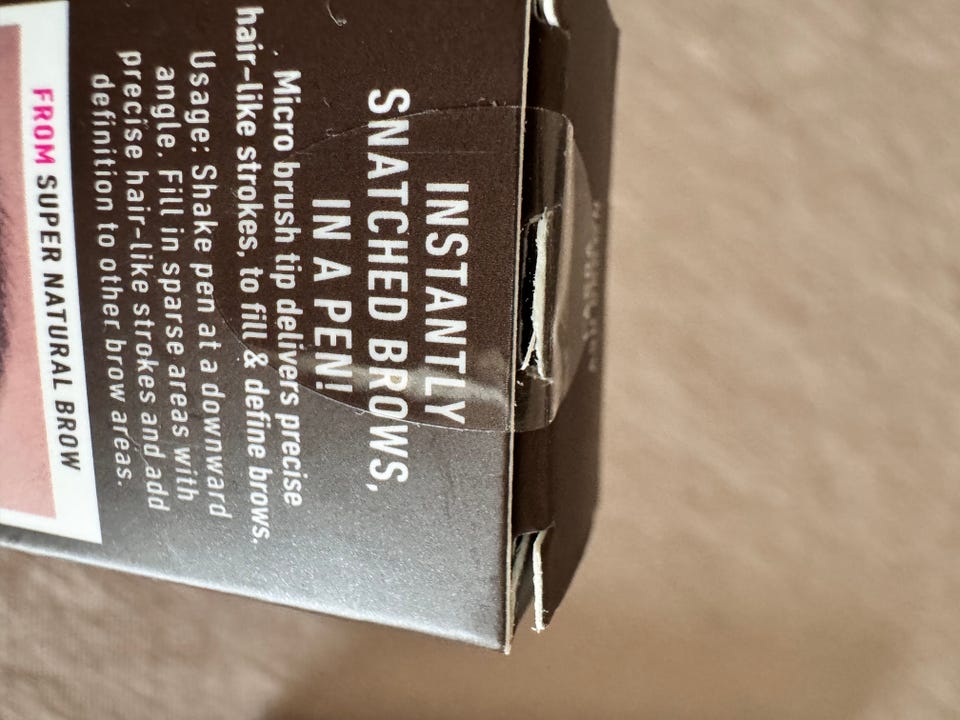 INSTANTLY
SNATCHED BROWS,
IN A PEN!
Micro brush tip delivers precise
hair-like strokes, to fill & define brows.
Usage: Shake pen at a downward
angle. Fill in sparse areas with
precise hair-like strokes and add
definition to other brow areas.
FROM SUPER NATURAL BROW